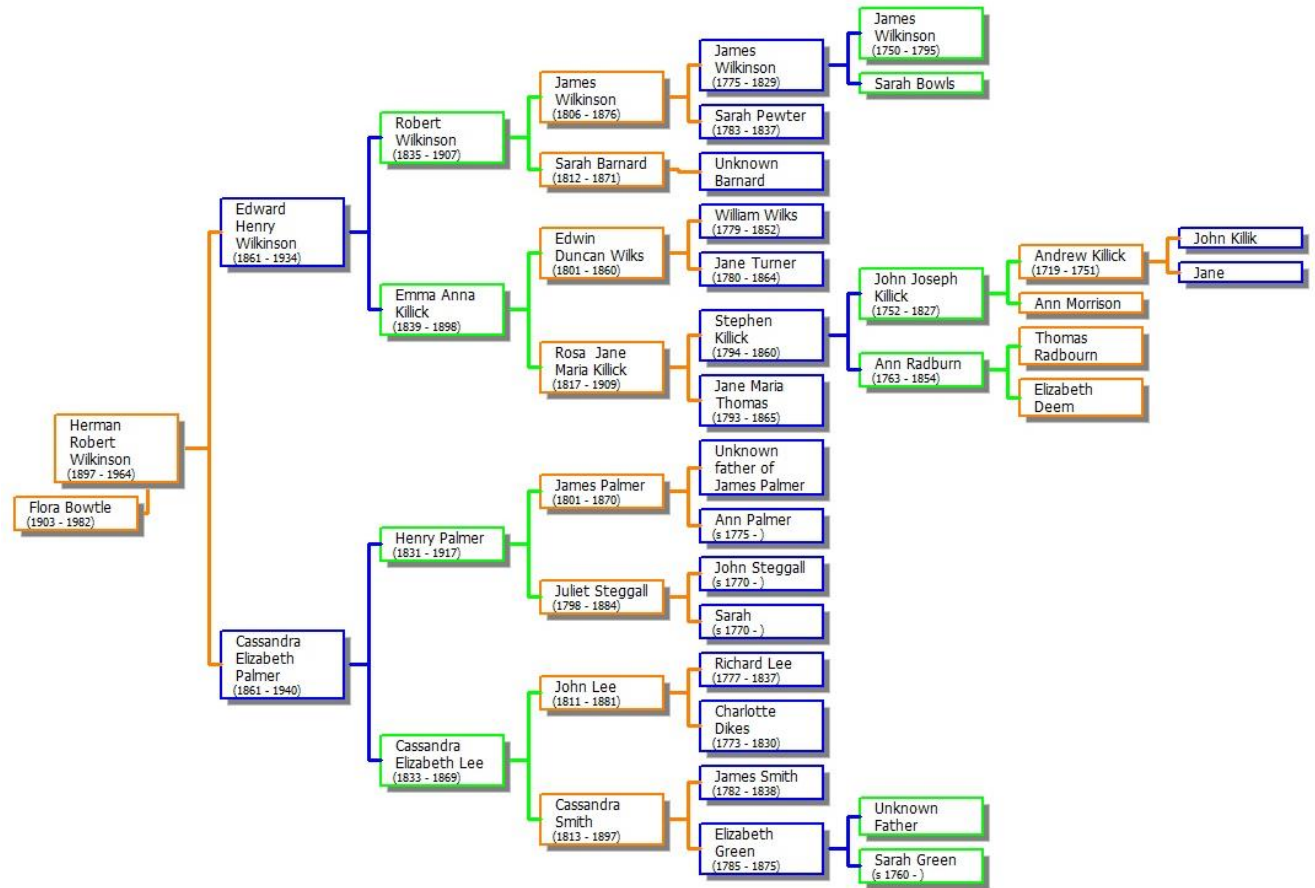 James
Wilkinson
(1750 - 1795)
Sarah Bowls
James
Wilkinson
(1775 - 1829)
Sarah Pewter
(1783 - 1837)
James
Wilkinson
(1806 - 1876)
Sarah Barnard
(1812 - 1871)
Unknown
Barnard
Robert
Wilkinson
(1835 - 1907)
Edward
Henry
Wilkinson
(1861 - 1934)
Emma Anna
Killick
(1839 - 1898)
Edwin
Duncan Wilks
(1801 - 1860)
William Wilks
(1779 - 1852)
Jane Turner
(1780 - 1864)
Rosa  Jane
Maria Killick
(1817 - 1909)
Stephen
Killick
(1794 - 1860)
Jane Maria
Thomas
(1793 - 1865)
John Joseph
Killick
(1752 - 1827)
Ann Radburn
(1763 - 1854)
Andrew Killick
(1719 - 1751)
Ann Morrison
Thomas
Radbourn
Elizabeth
Deem
John Killik
Jane
Herman
Robert
Wilkinson
(1897 - 1964)
Flora Bowtle
(1903 - 1982)
Cassandra
Elizabeth
Palmer
(1861 - 1940)
Henry Palmer
(1831 - 1917)
James Palmer
(1801 - 1870)
Unknown
father of
James Palmer
Ann Palmer
(s 1775 - )
Juliet Steggall
(1798 - 1884)
John Steggall
(s 1770 - )
Sarah
(s 1770 - )
Cassandra
Elizabeth Lee
(1833 - 1869)
John Lee
(1811 - 1881)
Richard Lee
(1777 - 1837)
Charlotte
Dikes
(1773 - 1830)
Cassandra
Smith
(1813 - 1897)
James Smith
(1782 - 1838)
Elizabeth
Green
(1785 - 1875)
Unknown
Father
Sarah Green
(s 1760 - )